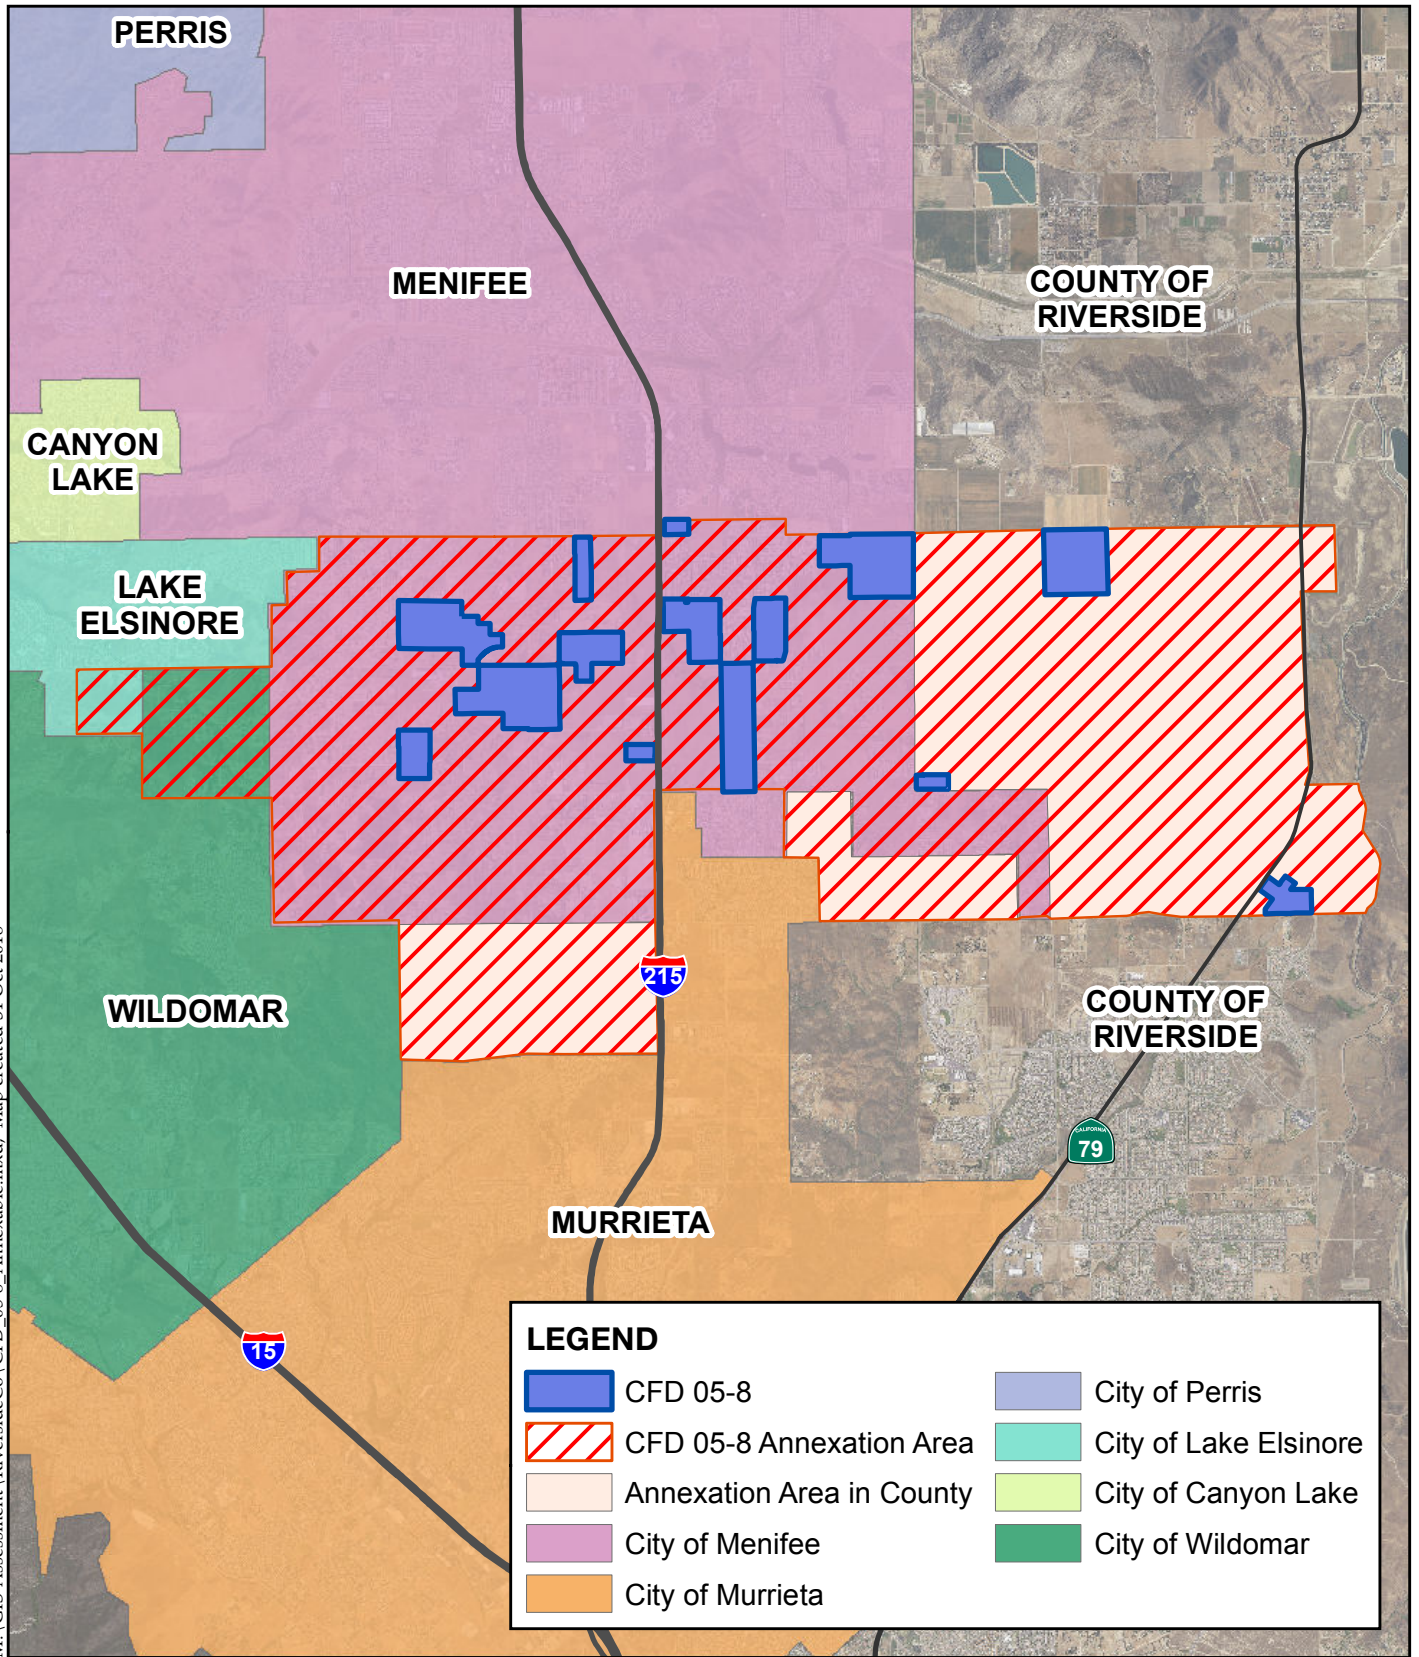 PERRIS
MENIFEE
COUNTY OF
RIVERSIDE
CANYON
LAKE
LAKE
ELSINORE
WILDOMAR
215
COUNTY OF
RIVERSIDE
CALIFORNIA
79
MURRIETA
15
LEGEND
CFD 05-8
CFD 05-8 Annexation Area
Annexation Area in County
City of Menifee
City of Murrieta
City of Perris
City of Lake Elsinore
City of Canyon Lake
City of Wildomar